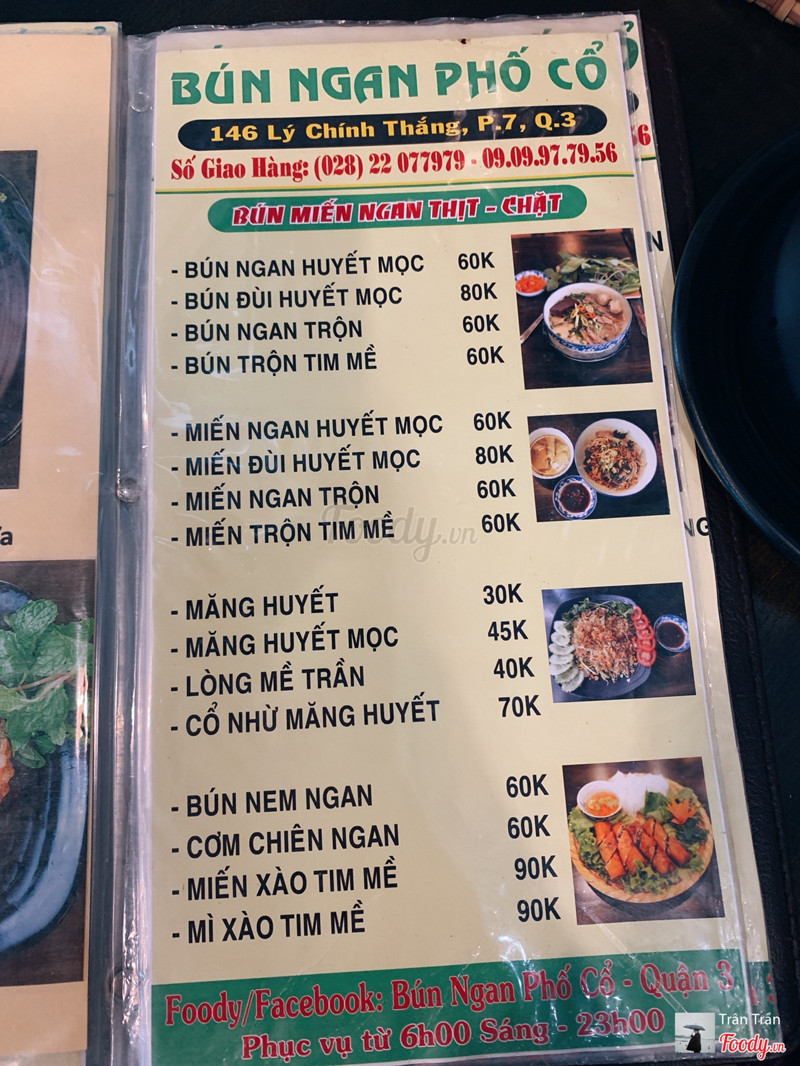 BÚN NGAN PHỐ CỔ
146 Lý Chính Thắng, P.7, Q.3
Số Giao Hàng: (028) 22 077979 - 09.09.97.79.56
BÚN MIẾN NGAN THỊT - CHẶT
- BÚN NGAN HUYẾT MỌC 60K
- BÚN ĐÙI HUYẾT MỌC 80K
- BÚN NGAN TRỘN 60K
- BÚN TRỘN TIM MỀ 60K
- MIẾN NGAN HUYẾT MỌC 60K
- MIẾN ĐÙI HUYẾT MỌC 80K
- MIẾN NGAN TRỘN 60K
- MIẾN TRỘN TIM MỀ 60K
- MĂNG HUYẾT 30K
- MĂNG HUYẾT MỌC 45K
- LÒNG MỀ TRẦN 40K
- CỔ NHỪ MĂNG HUYẾT 70K
- BÚN NEM NGAN 60K
- CƠM CHIÊN NGAN 60K
- MIẾN XÀO TIM MỀ 90K
- MÌ XÀO TIM MỀ 90K
Foody/Facebook: Bún Ngan Phố Cổ - Quận 3
Phục vụ từ 6h00 Sáng - 23h00
Foody.vn
Trân Trần
Foody.vn